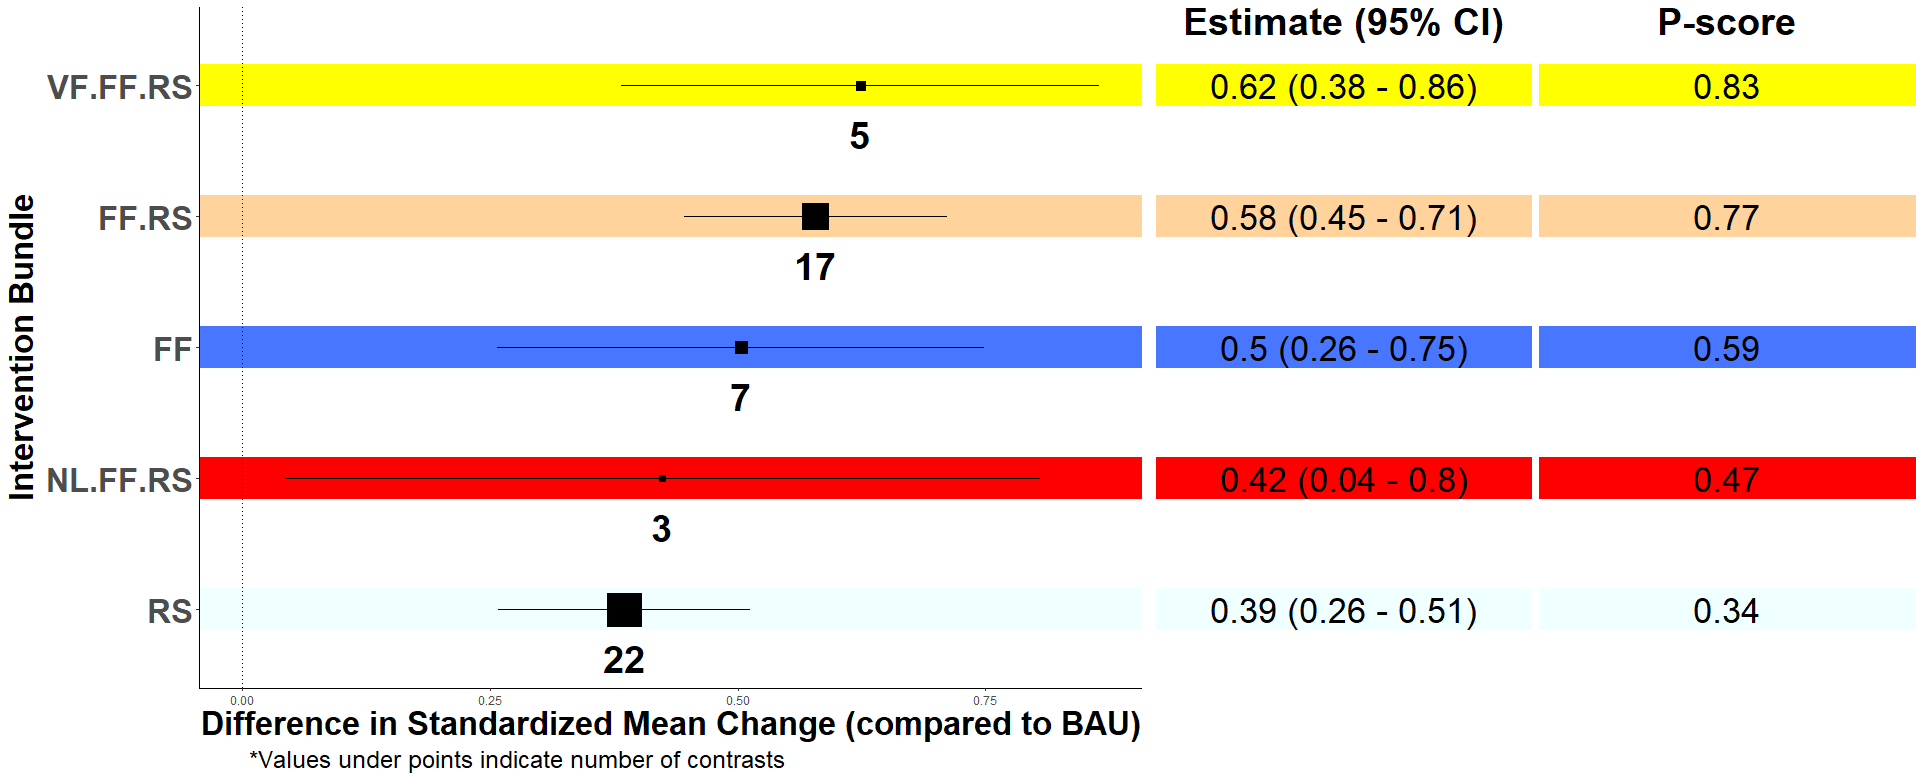 Estimate (95% CI) P-score
VF.FF.RS 0.62 (0.38 - 0.86) 0.83
5
FF.RS 0.58 (0.45 - 0.71) 0.77
17
Intervention Bundle
FF 0.5 (0.26 - 0.75) 0.59
7
NL.FF.RS 0.42 (0.04 - 0.8) 0.47
3
RS 0.39 (0.26 - 0.51) 0.34
22
0.00 0.25 0.50 0.75
Difference in Standardized Mean Change (compared to BAU)
*Values under points indicate number of contrasts